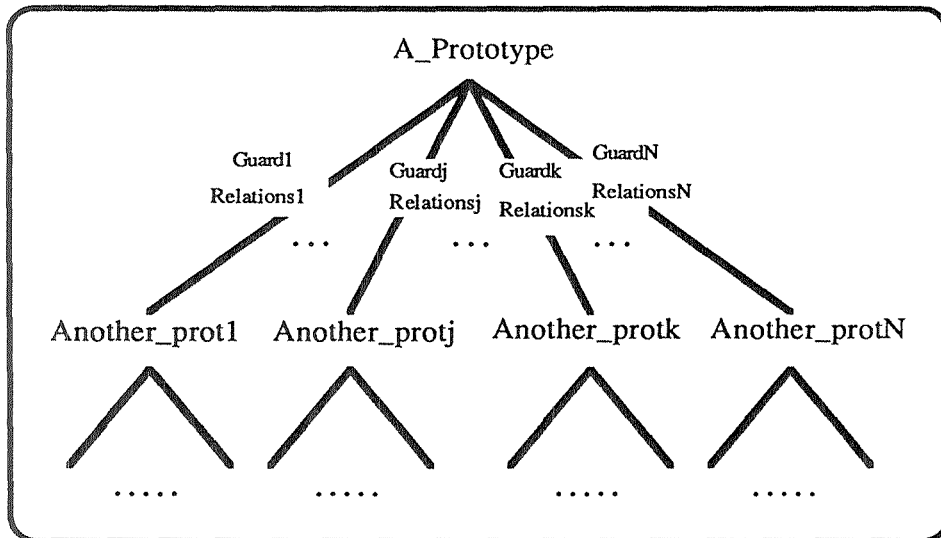 A_Prototype
Guard1 Guardj Guardk GuardN
Relations1 Relationsj Relationsk RelationsN
... ... ...
Another_prot1 Another_protj Another_protk Another_protN
..... ..... ..... .....